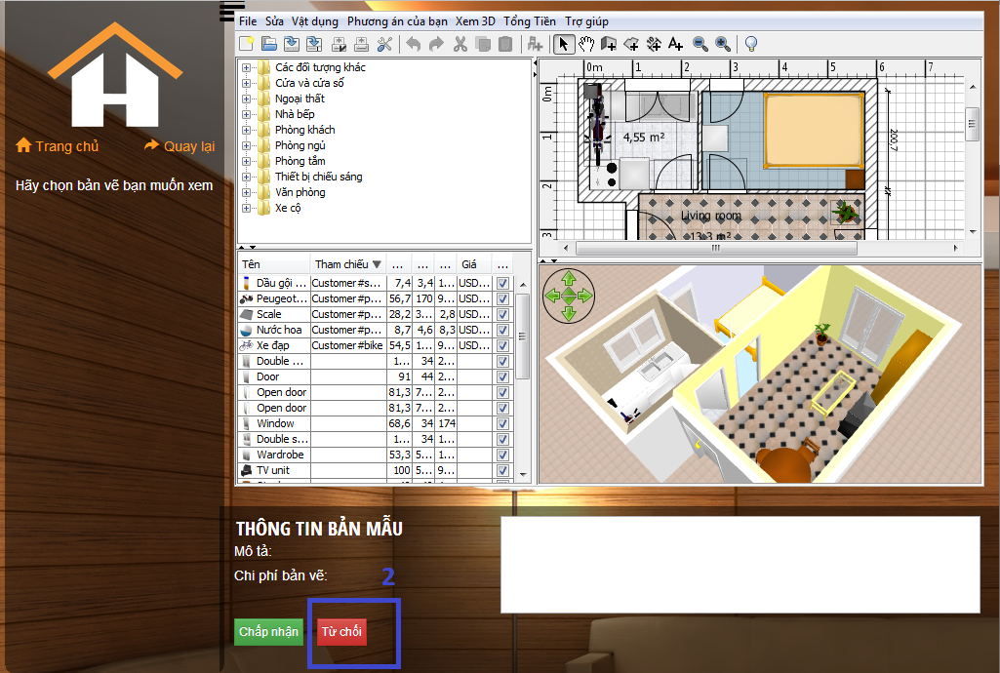 File Sửa Vật dụng Phương án của bạn Xem 3D Tổng Tiền Trợ giúp
Trang chủ Quay lại
Hãy chọn bản vẽ bạn muốn xem
Các đối tượng khác
Cửa và cửa sổ
Ngoại thất
Nhà bếp
Phòng khách
Phòng ngủ
Phòng tắm
Thiết bị chiếu sáng
Văn phòng
Xe cộ
0m 1 2 3 4 5 6 7
0m
1
2
3
4,55 m²
200,7
Living room
13,3 m²
Tên Tham chiếu ... ... ... Giá ...
Dầu gội ... Customer#s... 7,4 3,4 1... USD...
Peugeot... Customer#p... 56,7 170 9... USD...
Scale Customer#p... 28,2 3... 2,8 USD...
Nước hoa Customer#p... 8,7 4,6 8,3 USD...
Xe đạp Customer#bike 54,5 1... 9... USD...
Double ... 1... 34 2...
Door 91 44 2...
Open door 81,3 7... 2...
Open door 81,3 7... 2...
Window 68,6 34 174
Double s... 1... 34 1...
Wardrobe 53,3 5... 1...
TV unit 100 5... 9...
THÔNG TIN BẢN MẪU
Mô tả:
Chi phí bản vẽ:
2
Chấp nhận Từ chối